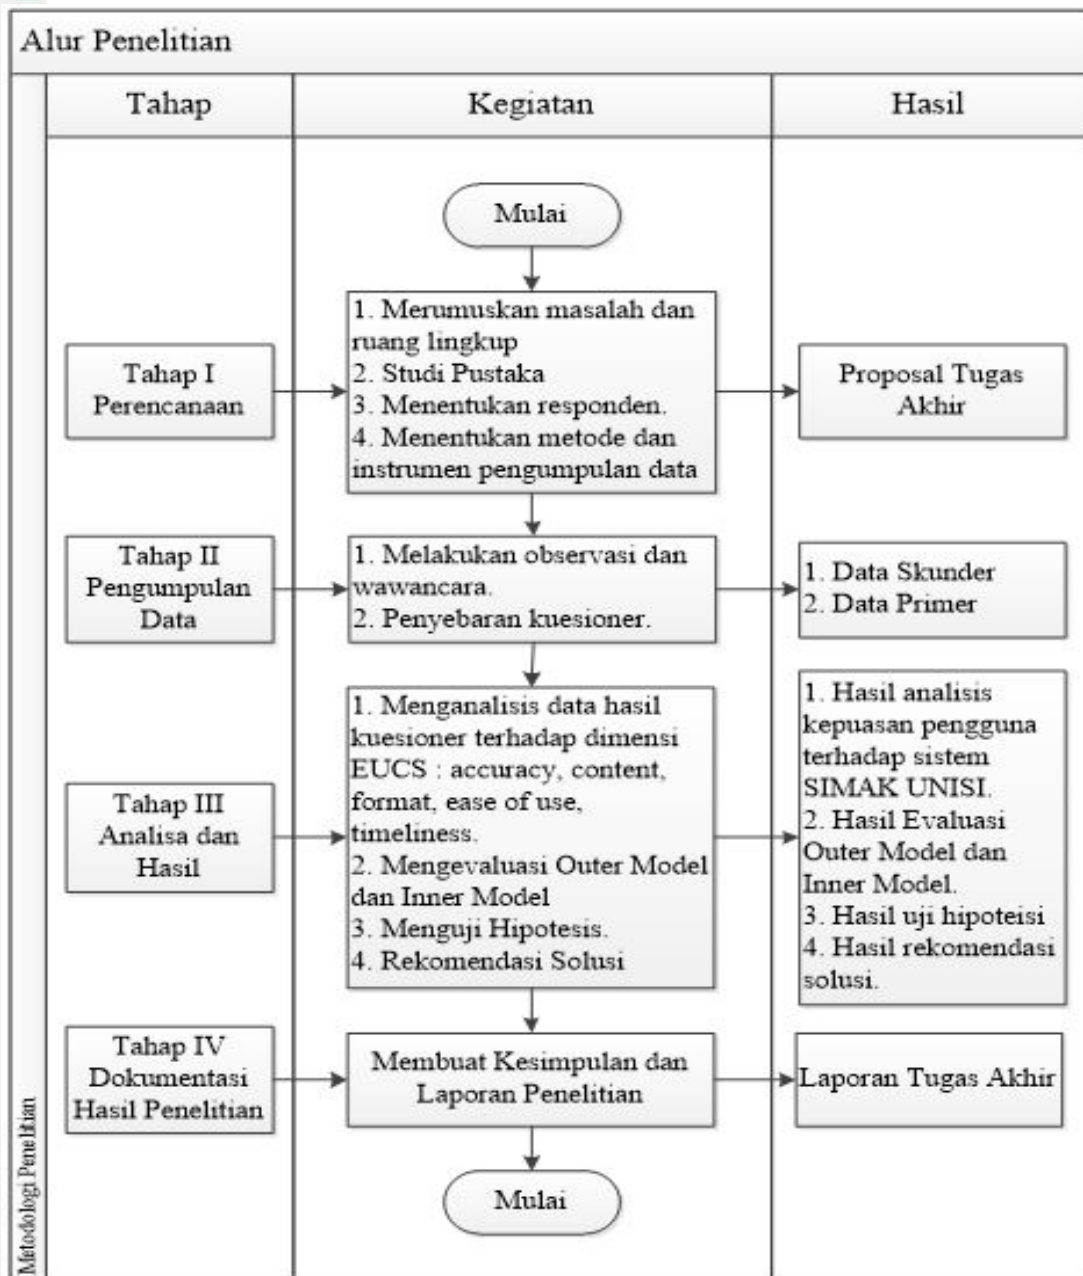 Alur Penelitian
Tahap
Kegiatan
Hasil
Mulai
Tahap I
Perencanaan
1. Merumuskan masalah dan
ruang lingkup
2. Studi Pustaka
3. Menentukan responden.
4. Menentukan metode dan
instrumen pengumpulan data
Proposal Tugas
Akhir
Tahap II
Pengumpulan
Data
1. Melakukan observasi dan
wawancara.
2. Penyebaran kuesioner.
1. Data Skunder
2. Data Primer
Tahap III
Analisa dan
Hasil
1. Menganalisis data hasil
kuesioner terhadap dimensi
EUCS : accuracy, content,
format, ease of use,
timeliness.
2. Mengevaluasi Outer Model
dan Inner Model
3. Menguji Hipotesis.
4. Rekomendasi Solusi
1. Hasil analisis
kepuasan pengguna
terhadap sistem
SIMAK UNISI.
2. Hasil Evaluasi
Outer Model dan
Inner Model.
3. Hasil uji hipoteisi
4. Hasil rekomendasi
solusi.
Tahap IV
Dokumentasi
Hasil Penelitian
Membuat Kesimpulan dan
Laporan Penelitian
Laporan Tugas Akhir
Mulai
Metodologi Penelitian